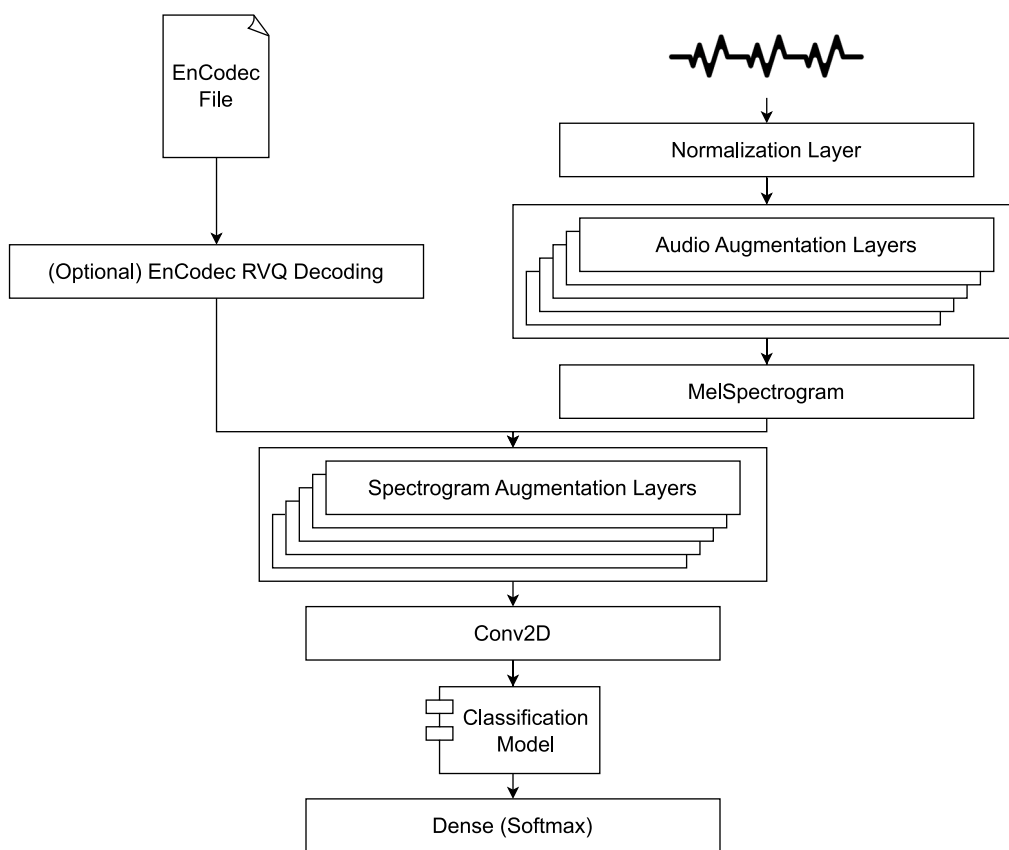 EnCodec
File
Normalization Layer
Audio Augmentation Layers
(Optional) EnCodec RVQ Decoding
MelSpectrogram
Spectrogram Augmentation Layers
Conv2D
Classification
Model
Dense (Softmax)